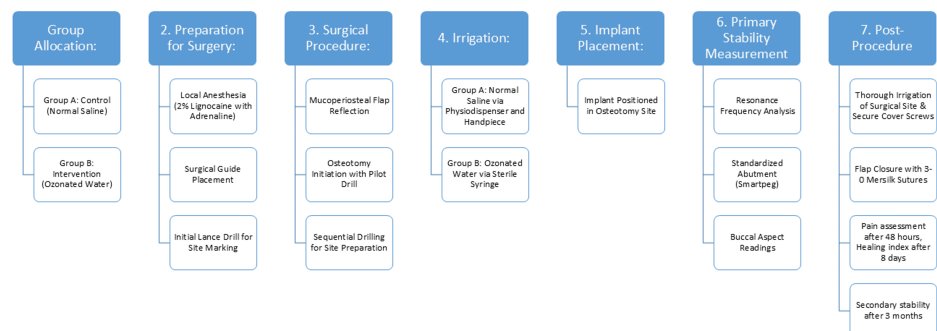 Group
Allocation:
Group A: Control
(Normal Saline)
Group B:
Intervention
(Ozonated Water)
2. Preparation
for Surgery:
Local Anesthesia
(2% Lignocaine with
Adrenaline)
Surgical Guide
Placement
Initial Lance Drill for
Site Marking
3. Surgical
Procedure:
Mucoperiosteal Flap
Reflection
Osteotomy
Initiation with Pilot
Drill
Sequential Drilling
for Site Preparation
4. Irrigation:
Group A: Normal
Saline via
Physiodispenser and
Handpiece
Group B: Ozonated
Water via Sterile
Syringe
5. Implant
Placement:
Implant Positioned
in Osteotomy Site
6. Primary
Stability
Measurement
Resonance
Frequency Analysis
Standardized
Abutment
(Smartpeg)
Buccal Aspect
Readings
7. Post-
Procedure
Thorough Irrigation
of Surgical Site &
Secure Cover Screws
Flap Closure with 3-
0 Mersilk Sutures
Pain assessment
after 48 hours,
Healing index after
8 days
Secondary stability
after 3 months